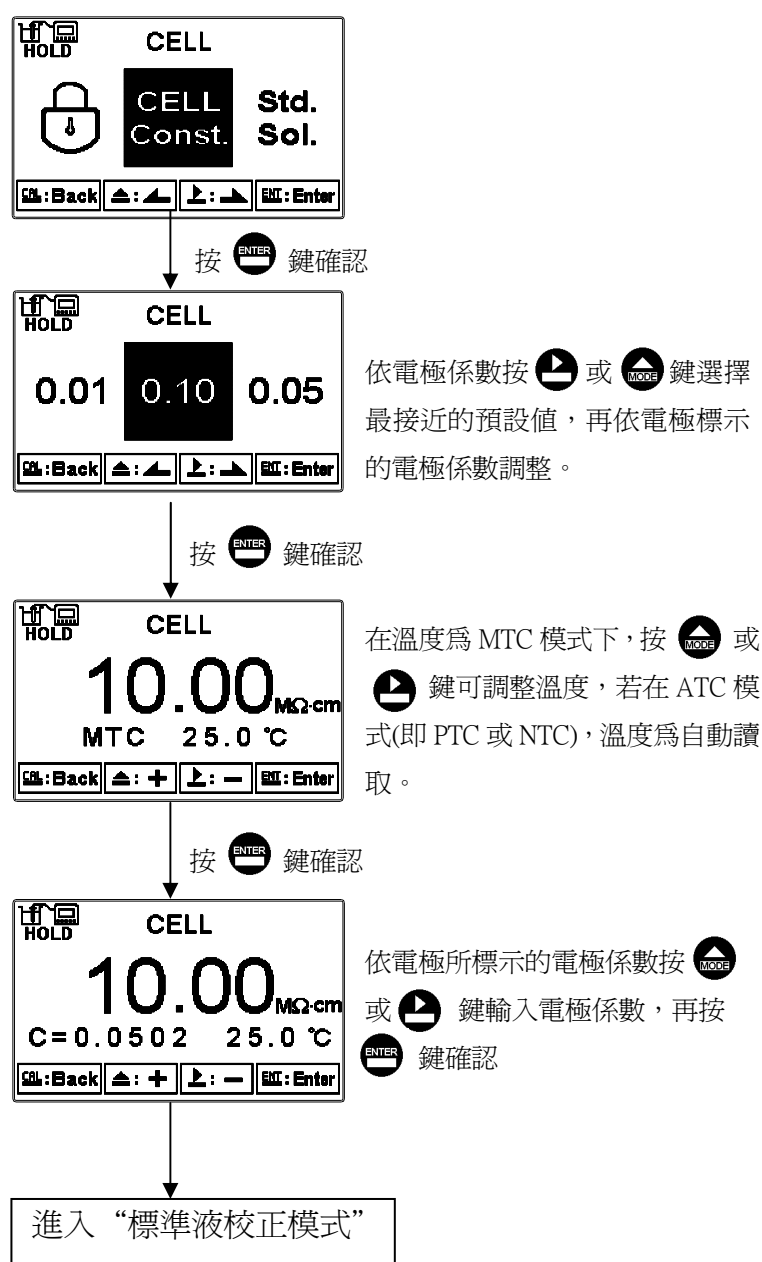 HOLD
CELL
CELL Const.
Std. Sol.
CAL:Back
ENT:Enter
按 ENTER 鍵確認
HOLD
CELL
0.01 0.10 0.05
CAL:Back
ENT:Enter
依電極係數按 或 MODE 鍵選擇
最接近的預設值，再依電極標示
的電極係數調整。
按 ENTER 鍵確認
HOLD
CELL
10.00 MΩ·cm
MTC 25.0 ℃
CAL:Back : + : − ENT:Enter
在溫度爲 MTC 模式下，按 MODE 或
鍵可調整溫度，若在 ATC 模
式(即 PTC 或 NTC)，溫度爲自動讀
取。
按 ENTER 鍵確認
HOLD
CELL
10.00 MΩ·cm
C=0.0502 25.0 ℃
CAL:Back : + : − ENT:Enter
依電極所標示的電極係數按 MODE
或 鍵輸入電極係數，再按
ENTER 鍵確認
進入“標準液校正模式”